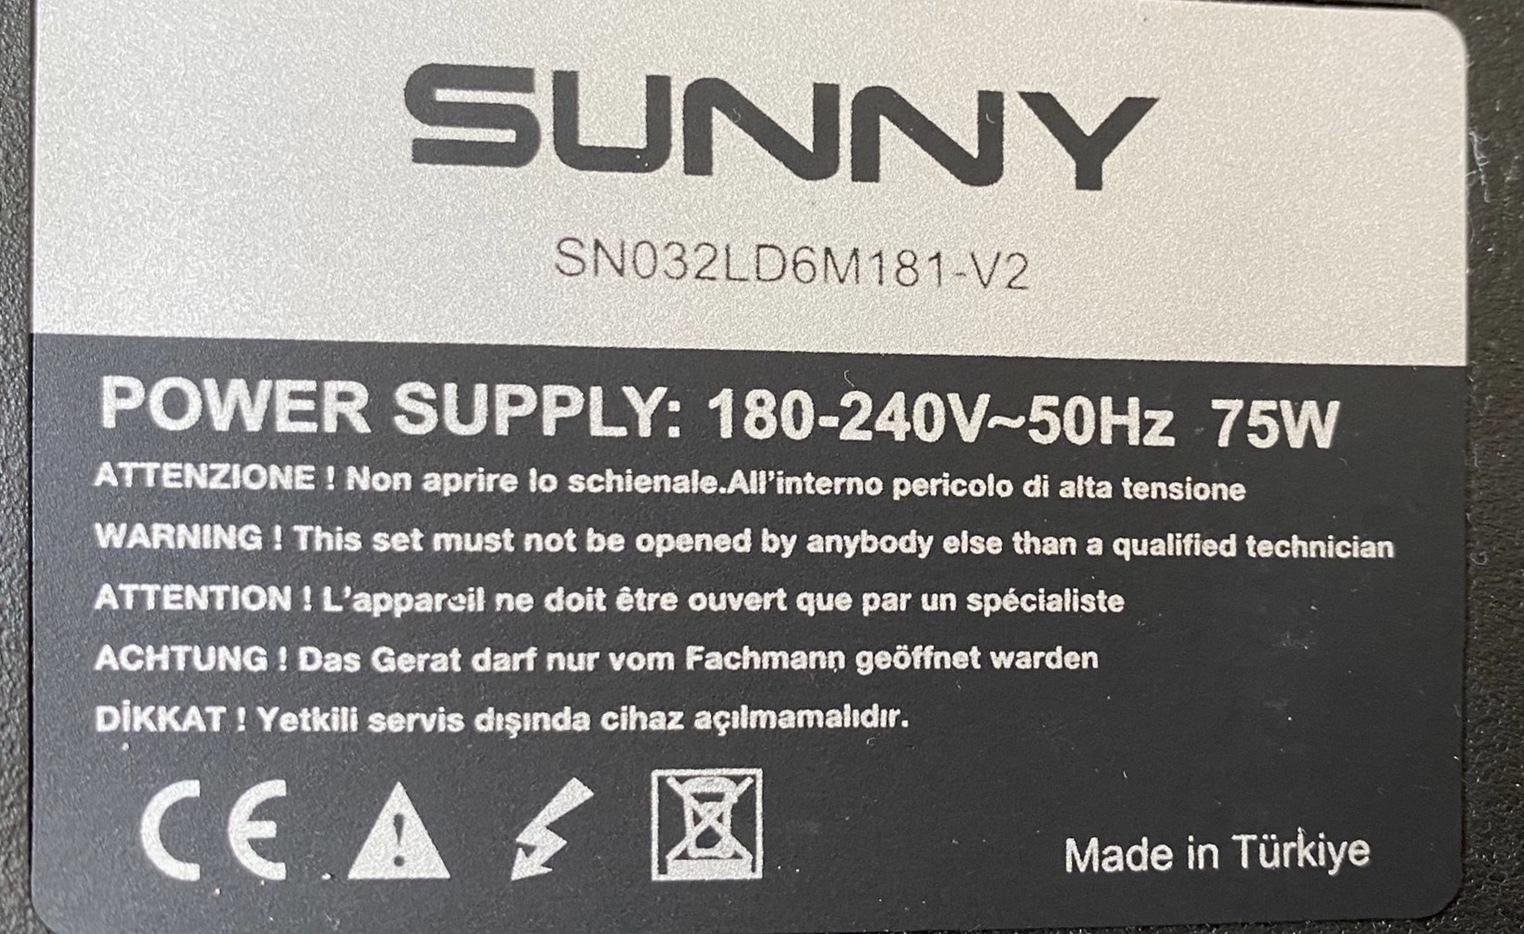 SUNNY
SN032LD6M181-V2
POWER SUPPLY: 180-240V~50Hz 75W
ATTENZIONE ! Non aprire lo schienale.All'interno pericolo di alta tensione
WARNING ! This set must not be opened by anybody else than a qualified technician
ATTENTION ! L'appareil ne doit être ouvert que par un spécialiste
ACHTUNG ! Das Gerat darf nur vom Fachmann geöffnet warden
DİKKAT ! Yetkili servis dışında cihaz açılmamalıdır.
CE
Made in Türkiye